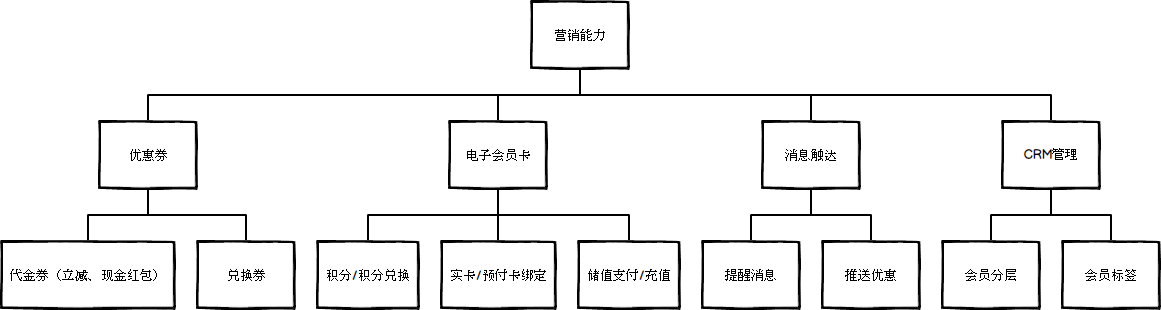 营销能力
优惠券
电子会员卡
消息触达
CRM管理
代金券（立减、现金红包）
兑换券
积分/积分兑换
实卡/预付卡绑定
储值支付/充值
提醒消息
推送优惠
会员分层
会员标签